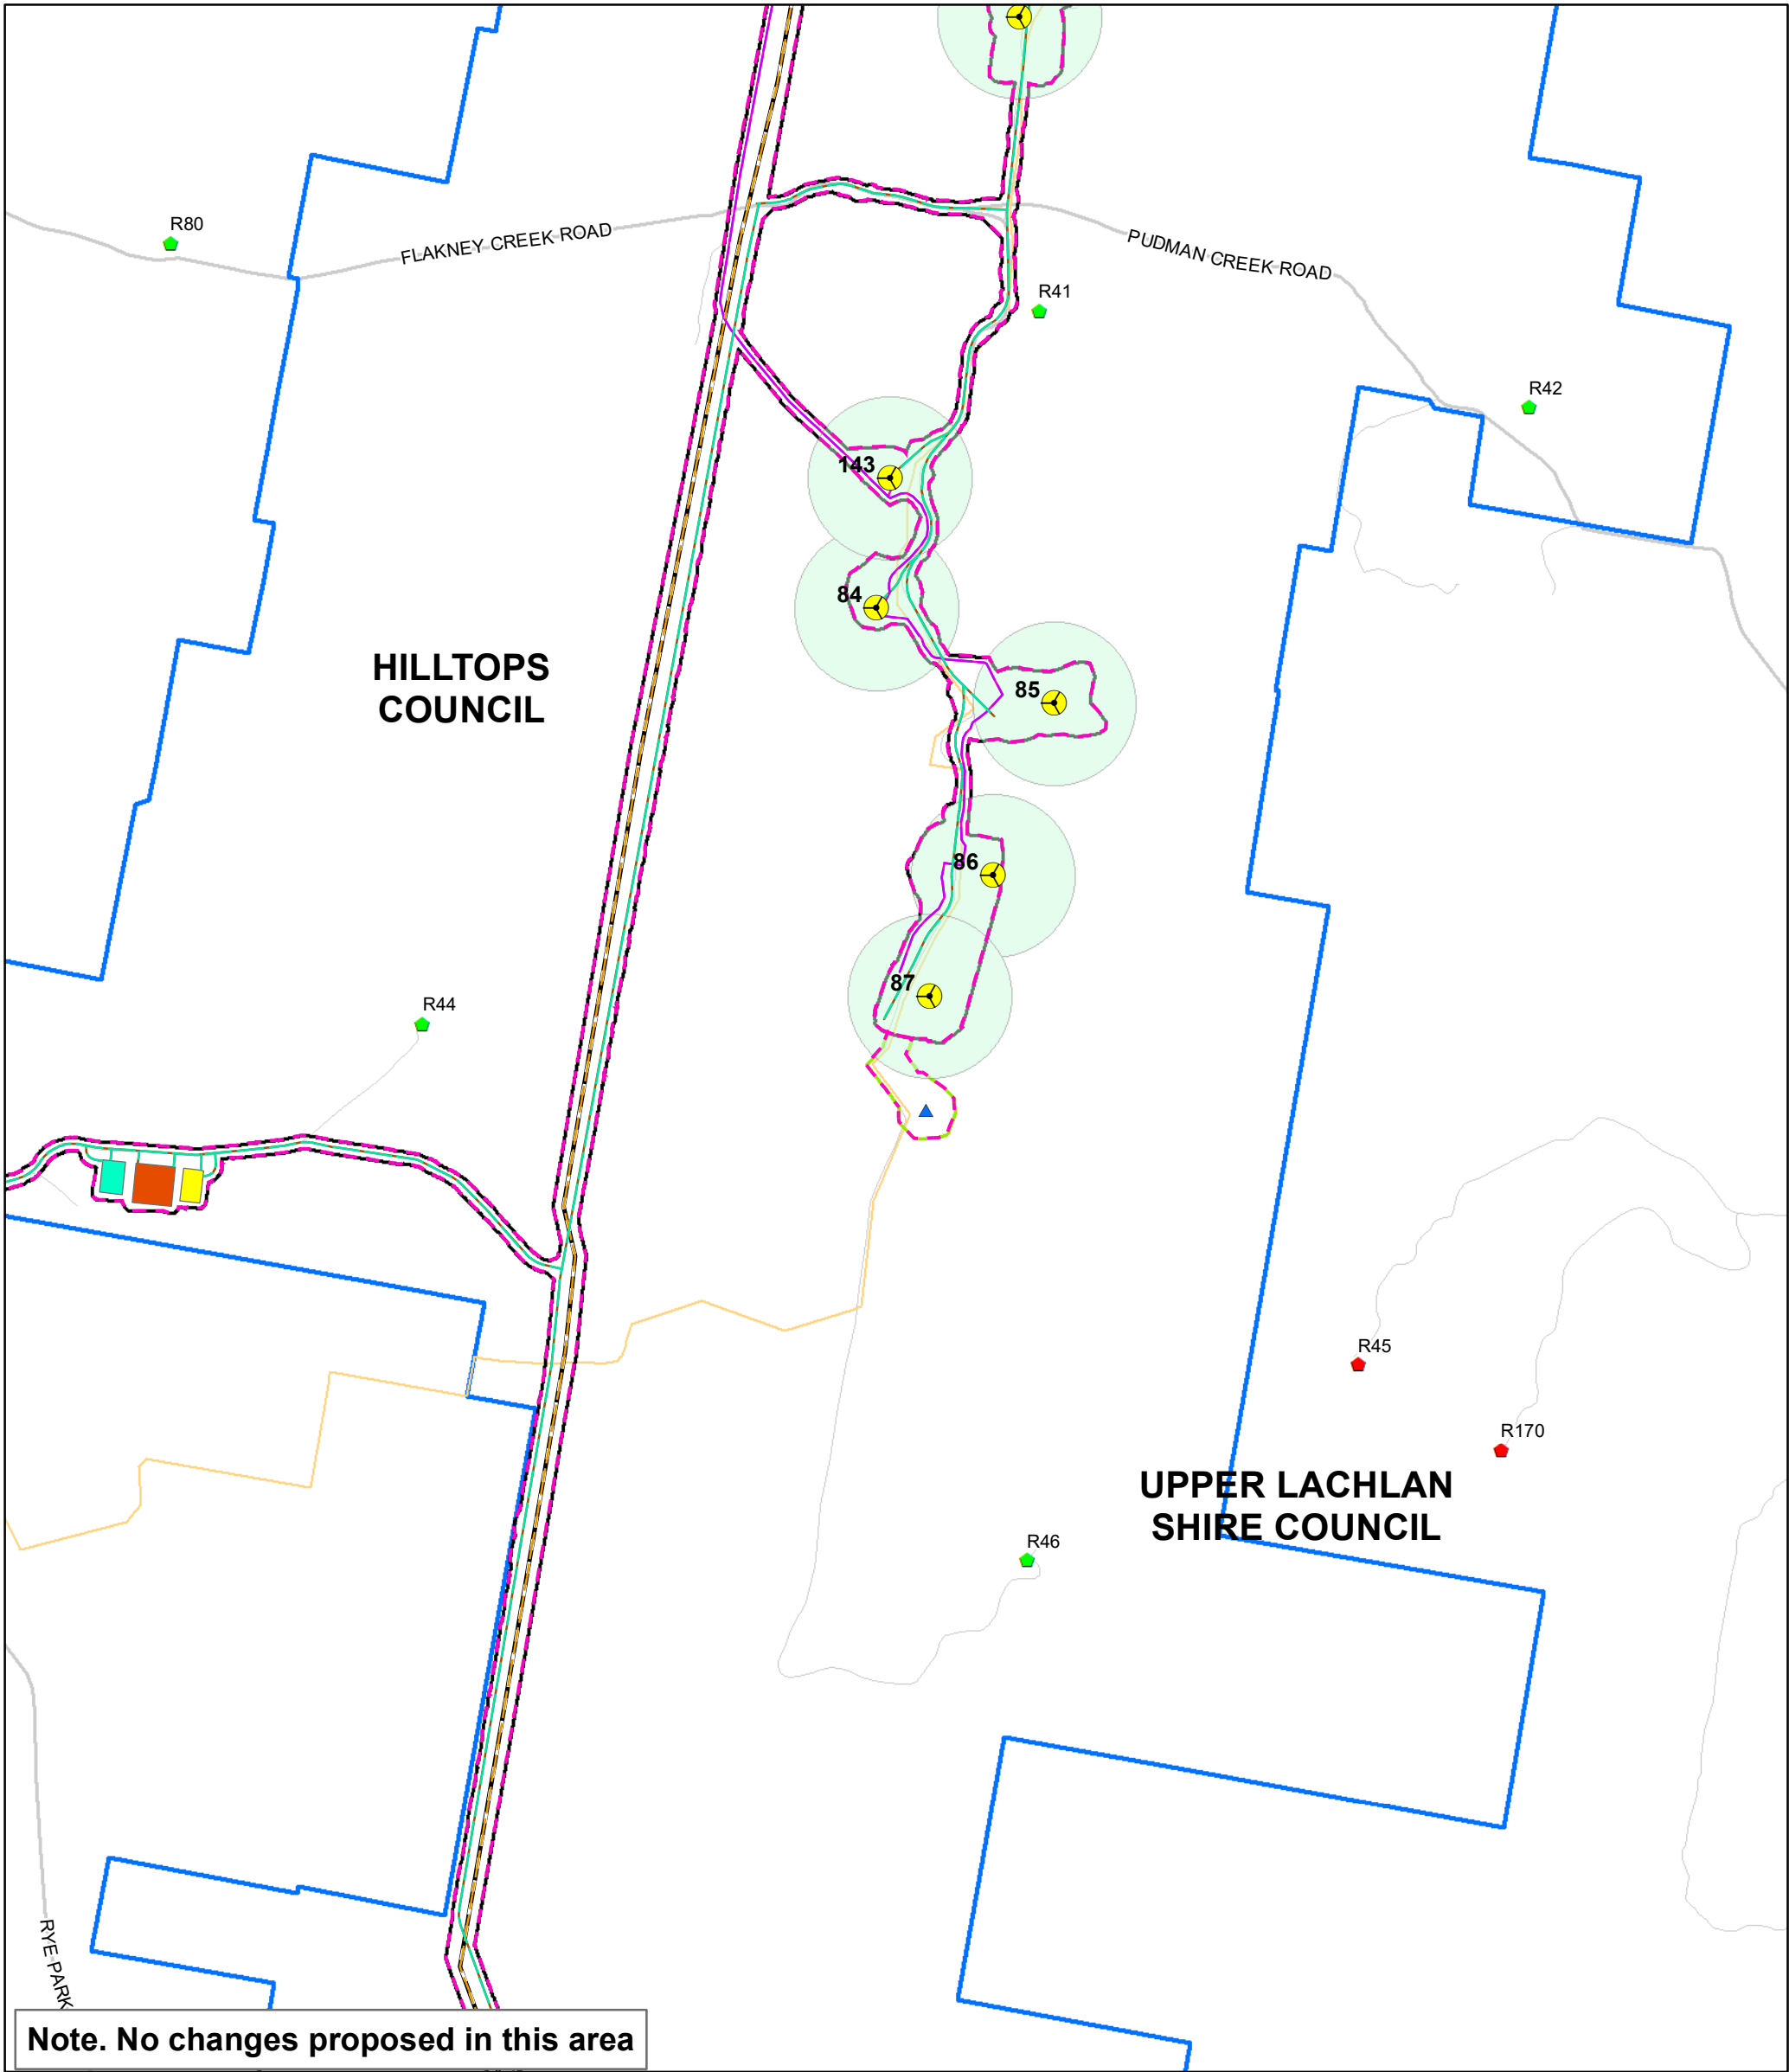 R80
FLAKNEY CREEK ROAD
PUDMAN CREEK ROAD
R41
R42
143
84
HILLTOPS
COUNCIL
85
86
87
R44
R45
R170
UPPER LACHLAN
SHIRE COUNCIL
R46
RYE PARK
Note. No changes proposed in this area